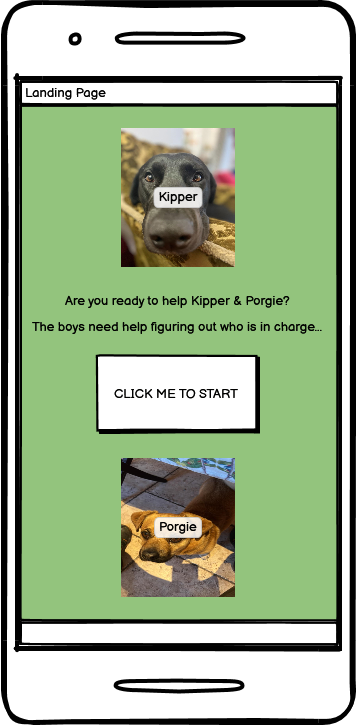 Landing Page
Kipper
Are you ready to help Kipper & Porgie?
The boys need help figuring out who is in charge...
CLICK ME TO START
Porgie